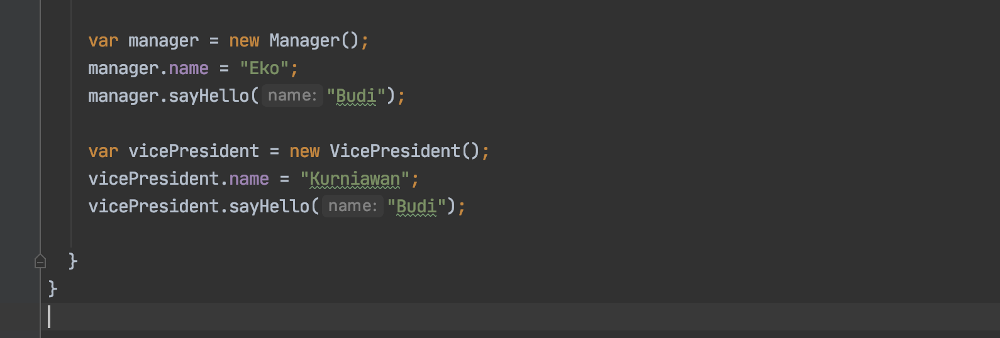 var manager = new Manager();
manager.name = "Eko";
manager.sayHello( name: "Budi");
var vicePresident = new VicePresident();
vicePresident.name = "Kurniawan";
vicePresident.sayHello( name: "Budi");
}
}